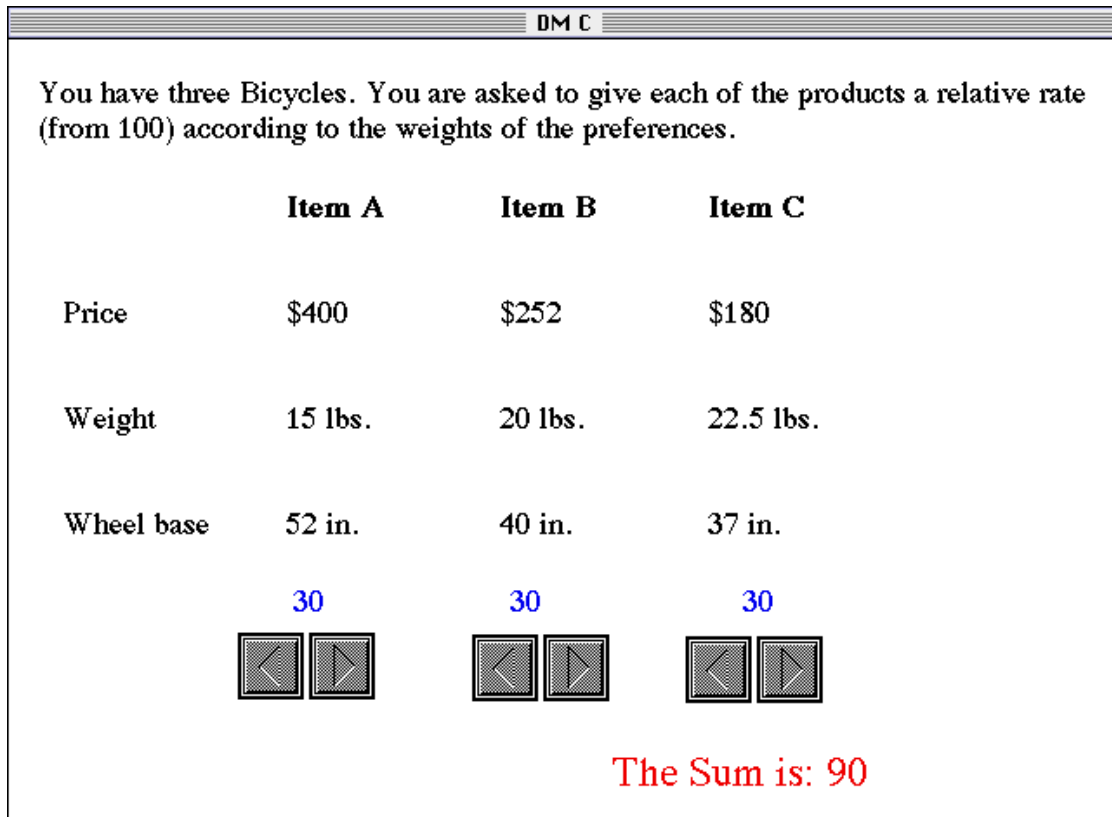 DM C
You have three Bicycles. You are asked to give each of the products a relative rate
(from 100) according to the weights of the preferences.
Item A Item B Item C
Price $400 $252 $180
Weight 15 lbs. 20 lbs. 22.5 lbs.
Wheel base 52 in. 40 in. 37 in.
30 30 30
The Sum is: 90